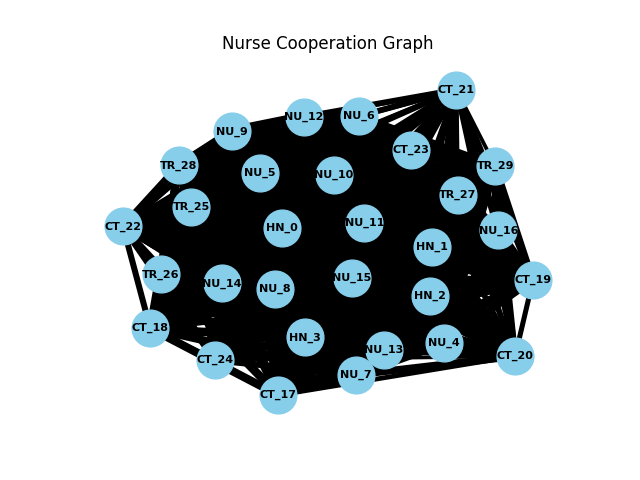 Nurse Cooperation Graph
CT_21
NU_12
NU_6
NU_9
CT_23
TR_28
TR_29
NU_5
NU_10
TR_27
TR_25
NU_11
CT_22
HN_0
NU_16
HN_1
TR_26
NU_15
CT_19
NU_14
NU_8
HN_2
CT_18
HN_3
NU_4
NU_13
CT_20
CT_24
NU_7
CT_17